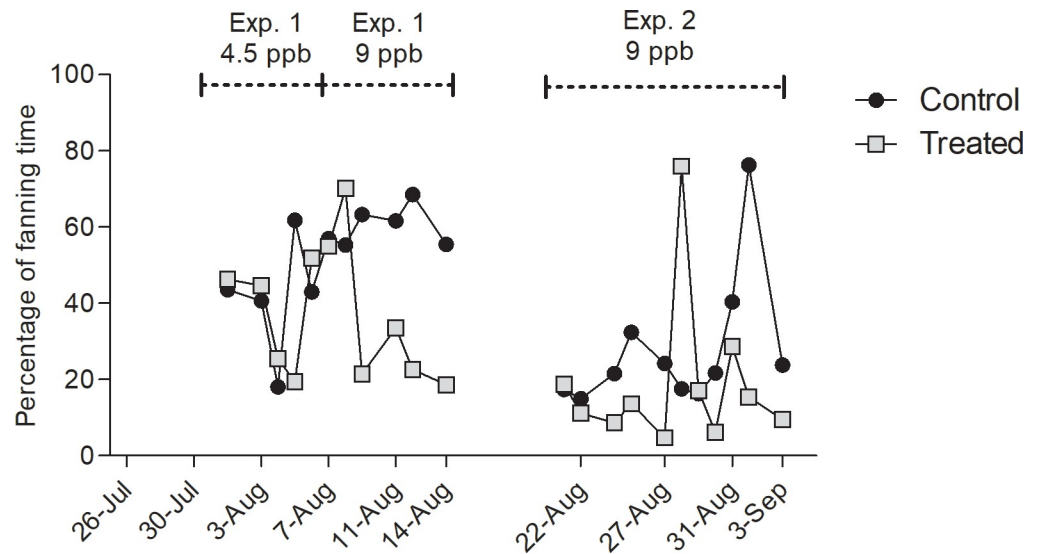 Exp. 1
4.5 ppb
Exp. 1
9 ppb
Exp. 2
9 ppb
Control
Treated
Percentage of fanning time
100
80
60
40
20
0
26-Jul
30-Jul
3-Aug
7-Aug
11-Aug
14-Aug
22-Aug
27-Aug
31-Aug
3-Sep